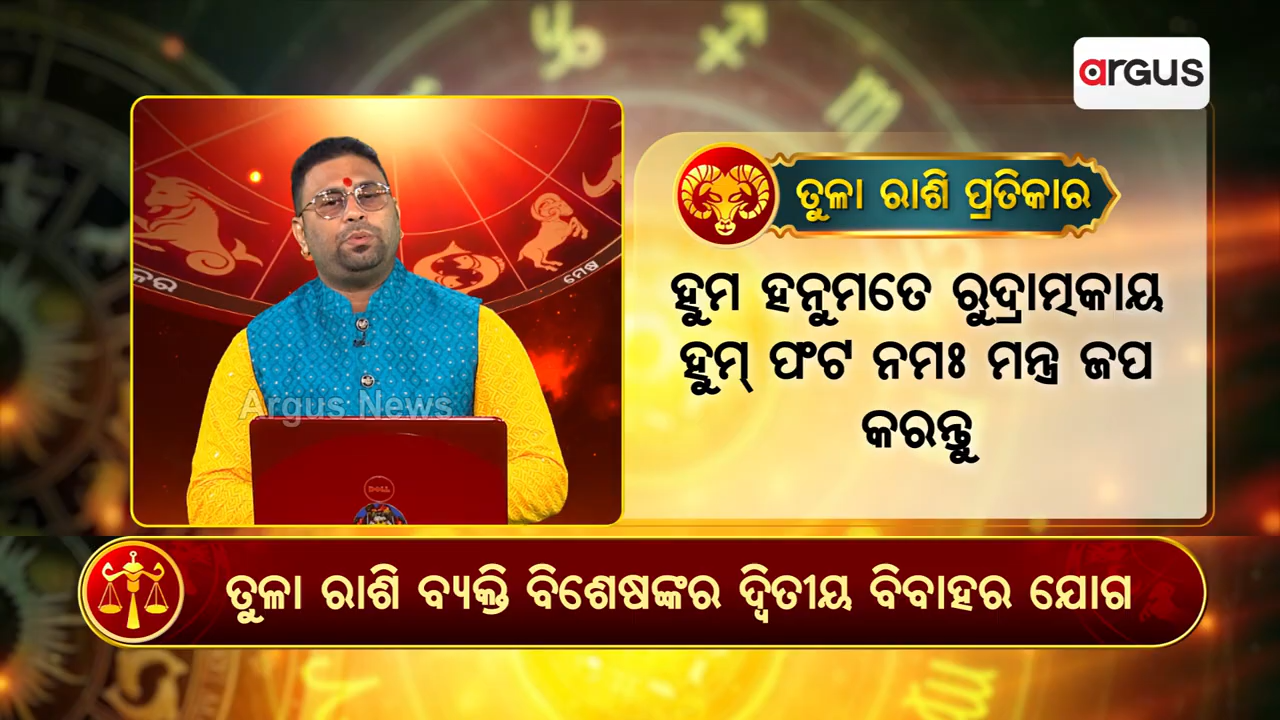 argus
ତୁଳା ରାଶି ପ୍ରତିକାର
ହୁମ ହନୁମତେ ରୁଦ୍ରାତ୍ମକାୟ
ହୁମ୍ ଫଟ ନମଃ ମନ୍ତ୍ର ଜପ
କରନ୍ତୁ
ମେଷ
Argus News
DELL
ତୁଳା ରାଶି ବ୍ୟକ୍ତି ବିଶେଷଙ୍କର ଦ୍ୱିତୀୟ ବିବାହର ଯୋଗ